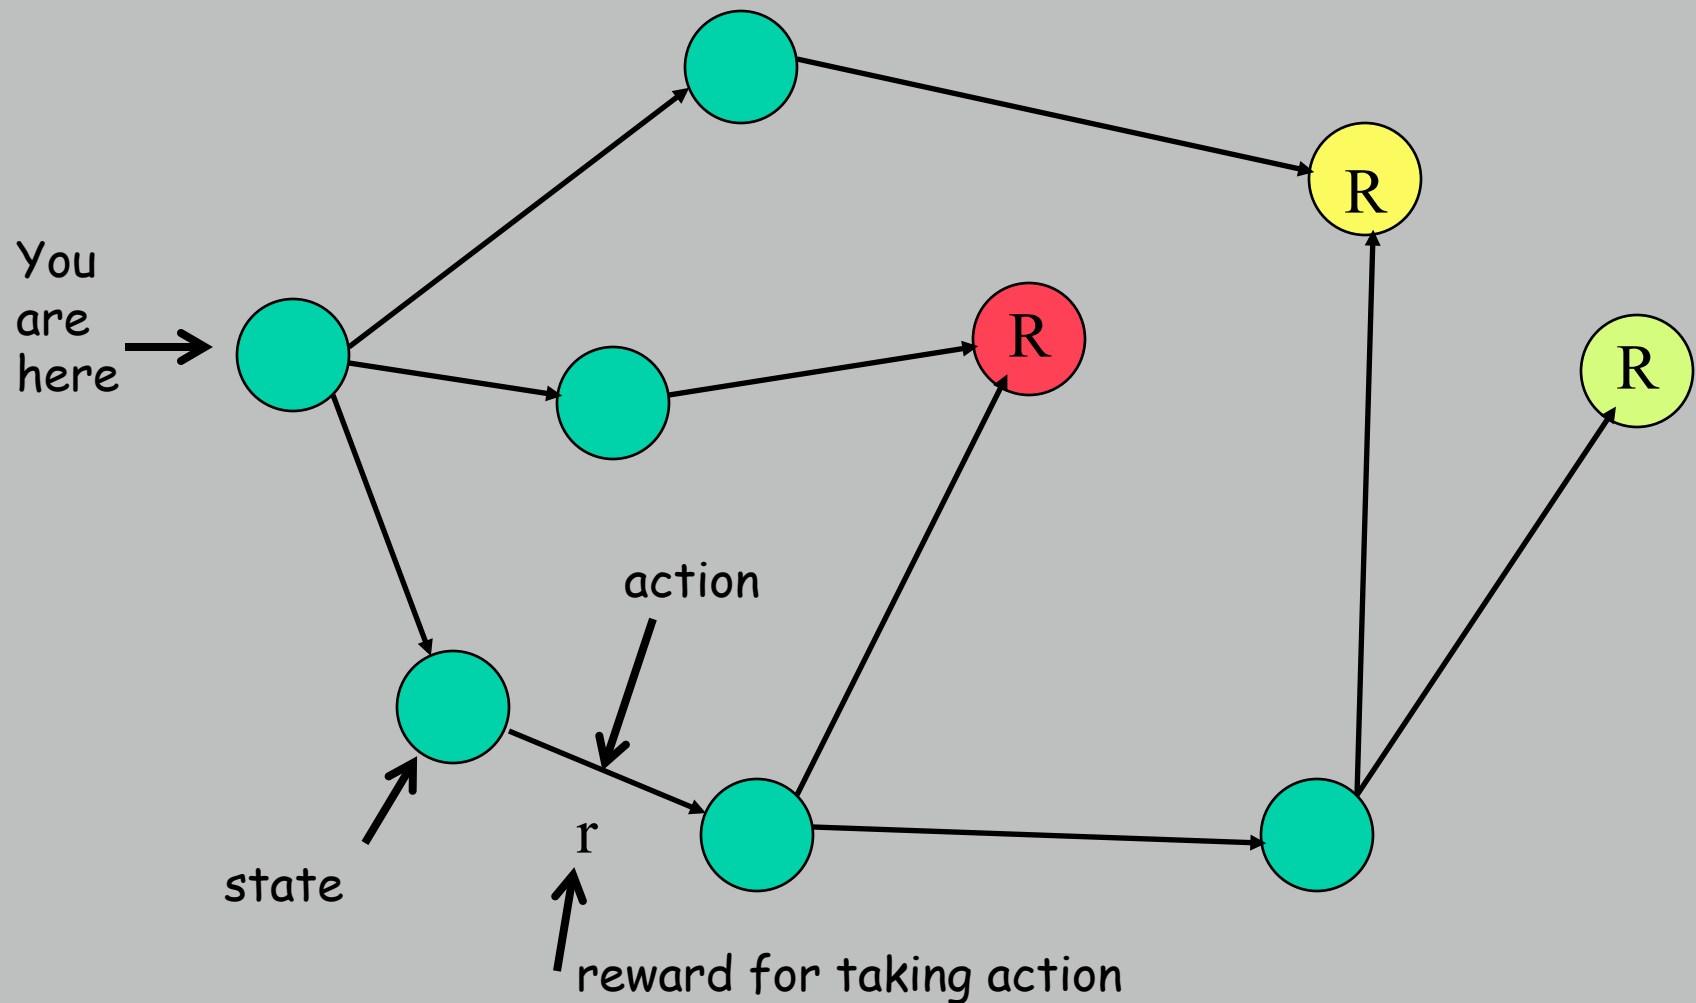 R
You
are
here
R
R
action
r
state
reward for taking action